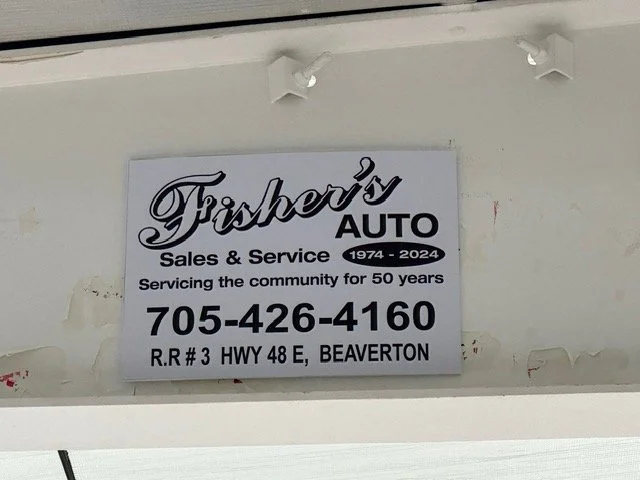 Fisher's
AUTO
Sales & Service 1974 - 2024
Servicing the community for 50 years
705-426-4160
R.R # 3 HWY 48 E, BEAVERTON